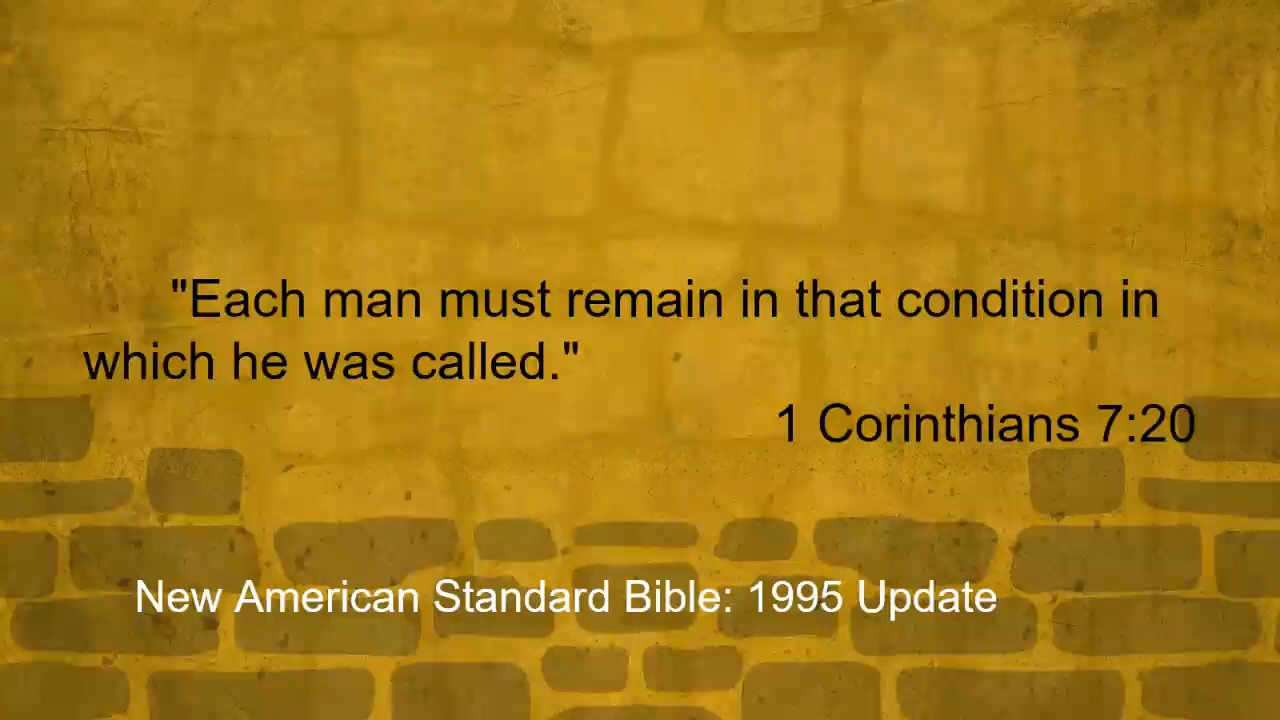 "Each man must remain in that condition in
which he was called."
1 Corinthians 7:20
New American Standard Bible: 1995 Update